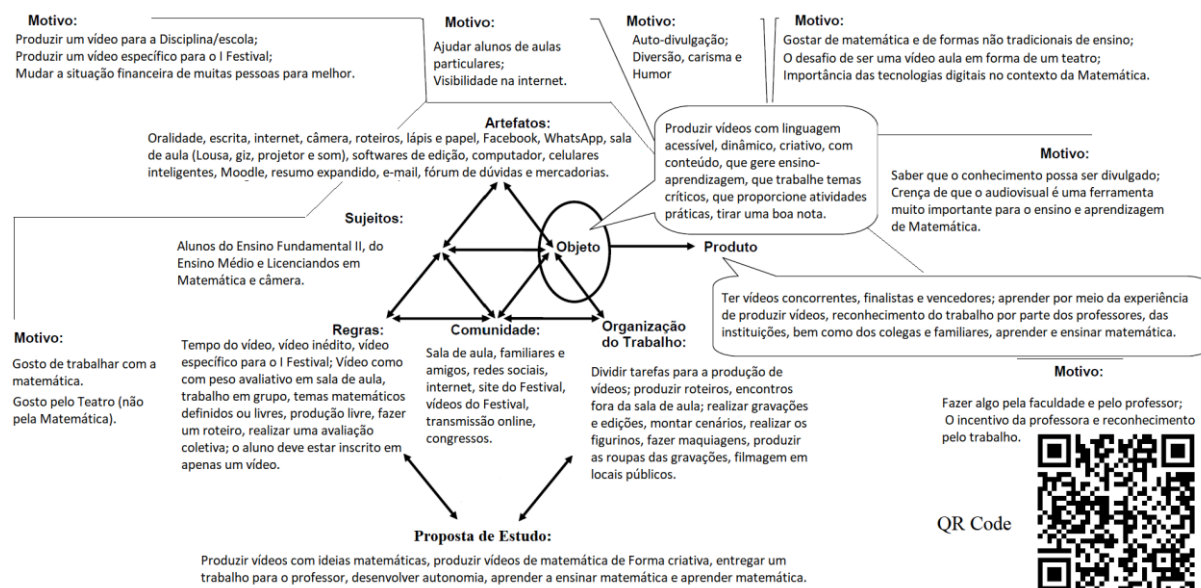 Motivo:
Produzir um vídeo para a Disciplina/escola;
Produzir um vídeo específico para o I Festival;
Mudar a situação financeira de muitas pessoas para melhor.
Motivo:
Ajudar alunos de aulas
particulares;
Visibilidade na internet.
Motivo:
Auto-divulgação;
Diversão, carisma e
Humor
Motivo:
Gostar de matemática e de formas não tradicionais de ensino;
O desafio de ser uma vídeo aula em forma de um teatro;
Importância das tecnologias digitais no contexto da Matemática.
Artefatos:
Oralidade, escrita, internet, câmera, roteiros, lápis e papel, Facebook, WhatsApp, sala
de aula (Lousa, giz, projetor e som), softwares de edição, computador, celulares
inteligentes, Moodle, resumo expandido, e-mail, fórum de dúvidas e mercadorias.
Produzir vídeos com linguagem
acessível, dinâmico, criativo, com
conteúdo, que gere ensino-
aprendizagem, que trabalhe temas
críticos, que proporcione atividades
práticas, tirar uma boa nota.
Motivo:
Saber que o conhecimento possa ser divulgado;
Crença de que o audiovisual é uma ferramenta
muito importante para o ensino e aprendizagem
de Matemática.
Sujeitos:
Alunos do Ensino Fundamental II, do
Ensino Médio e Licenciandos em
Matemática e câmera.
Objeto
Produto
Ter vídeos concorrentes, finalistas e vencedores; aprender por meio da experiência
de produzir vídeos, reconhecimento do trabalho por parte dos professores, das
instituições, bem como dos colegas e familiares, aprender e ensinar matemática.
Motivo:
Gosto de trabalhar com a
matemática.
Gosto pelo Teatro (não
pela Matemática).
Regras:
Tempo do vídeo, vídeo inédito, vídeo
específico para o I Festival; Vídeo como
com peso avaliativo em sala de aula,
trabalho em grupo, temas matemáticos
definidos ou livres, produção livre, fazer
um roteiro, realizar uma avaliação
coletiva; o aluno deve estar inscrito em
apenas um vídeo.
Comunidade:
Sala de aula, familiares e
amigos, redes sociais,
internet, site do Festival,
vídeos do Festival,
transmissão online,
congressos.
Organização
do Trabalho:
Dividir tarefas para a produção de
vídeos; produzir roteiros, encontros
fora da sala de aula; realizar gravações
e edições, montar cenários, realizar os
figurinos, fazer maquiagens, produzir
as roupas das gravações, filmagem em
locais públicos.
Motivo:
Fazer algo pela faculdade e pelo professor;
O incentivo da professora e reconhecimento
pelo trabalho.
QR Code
Proposta de Estudo:
Produzir vídeos com ideias matemáticas, produzir vídeos de matemática de Forma criativa, entregar um
trabalho para o professor, desenvolver autonomia, aprender a ensinar matemática e aprender matemática.